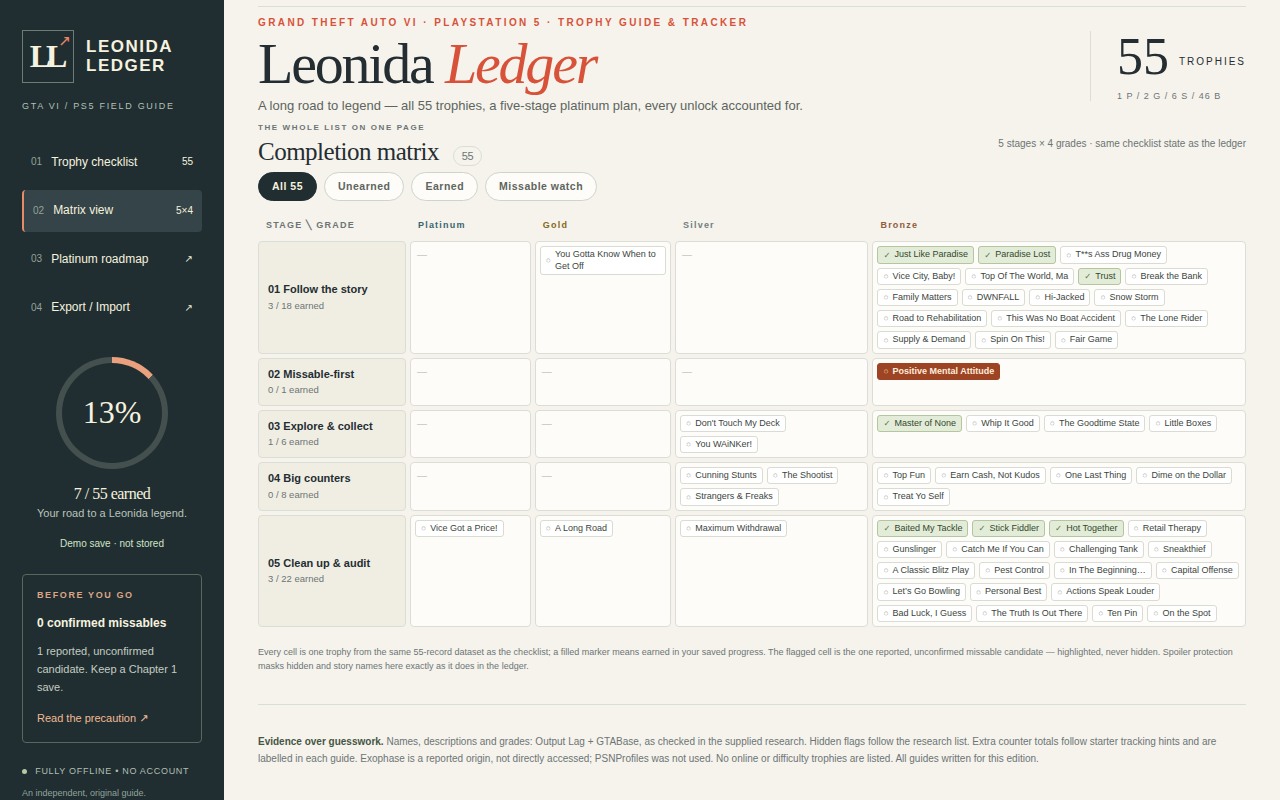 LL↗
LEONIDA
LEDGER
GTA VI / PS5 FIELD GUIDE
01 Trophy checklist 55
02 Matrix view 5×4
03 Platinum roadmap ↗
04 Export / Import ↗
13%
7 / 55 earned
Your road to a Leonida legend.
Demo save · not stored
BEFORE YOU GO
0 confirmed missables
1 reported, unconfirmed
candidate. Keep a Chapter 1
save.
Read the precaution ↗
FULLY OFFLINE • NO ACCOUNT
An independent, original guide.
GRAND THEFT AUTO VI · PLAYSTATION 5 · TROPHY GUIDE & TRACKER
Leonida Ledger
A long road to legend — all 55 trophies, a five-stage platinum plan, every unlock accounted for.
55 TROPHIES
1 P / 2 G / 6 S / 46 B
THE WHOLE LIST ON ONE PAGE
Completion matrix 55
5 stages × 4 grades · same checklist state as the ledger
All 55 Unearned Earned Missable watch
STAGE ╲ GRADE Platinum Gold Silver Bronze
01 Follow the story
3 / 18 earned
—
○ You Gotta Know When to
Get Off
—
✓ Just Like Paradise ✓ Paradise Lost ○ T**s Ass Drug Money
○ Vice City, Baby! ○ Top Of The World, Ma ✓ Trust ○ Break the Bank
○ Family Matters ○ DWNFALL ○ Hi-Jacked ○ Snow Storm
○ Road to Rehabilitation ○ This Was No Boat Accident ○ The Lone Rider
○ Supply & Demand ○ Spin On This! ○ Fair Game
02 Missable-first
0 / 1 earned
— — —
○ Positive Mental Attitude
03 Explore & collect
1 / 6 earned
— —
○ Don't Touch My Deck
○ You WAiNKer!
✓ Master of None ○ Whip It Good ○ The Goodtime State ○ Little Boxes
04 Big counters
0 / 8 earned
— —
○ Cunning Stunts ○ The Shootist
○ Strangers & Freaks
○ Top Fun ○ Earn Cash, Not Kudos ○ One Last Thing ○ Dime on the Dollar
○ Treat Yo Self
05 Clean up & audit
3 / 22 earned
○ Vice Got a Price!
○ A Long Road
○ Maximum Withdrawal
✓ Baited My Tackle ✓ Stick Fiddler ✓ Hot Together ○ Retail Therapy
○ Gunslinger ○ Catch Me If You Can ○ Challenging Tank ○ Sneakthief
○ A Classic Blitz Play ○ Pest Control ○ In The Beginning… ○ Capital Offense
○ Let's Go Bowling ○ Personal Best ○ Actions Speak Louder
○ Bad Luck, I Guess ○ The Truth Is Out There ○ Ten Pin ○ On the Spot
Every cell is one trophy from the same 55-record dataset as the checklist; a filled marker means earned in your saved progress. The flagged cell is the one reported, unconfirmed missable candidate — highlighted, never hidden. Spoiler protection
masks hidden and story names here exactly as it does in the ledger.
Evidence over guesswork. Names, descriptions and grades: Output Lag + GTABase, as checked in the supplied research. Hidden flags follow the research list. Extra counter totals follow starter tracking hints and are
labelled in each guide. Exophase is a reported origin, not directly accessed; PSNProfiles was not used. No online or difficulty trophies are listed. All guides written for this edition.